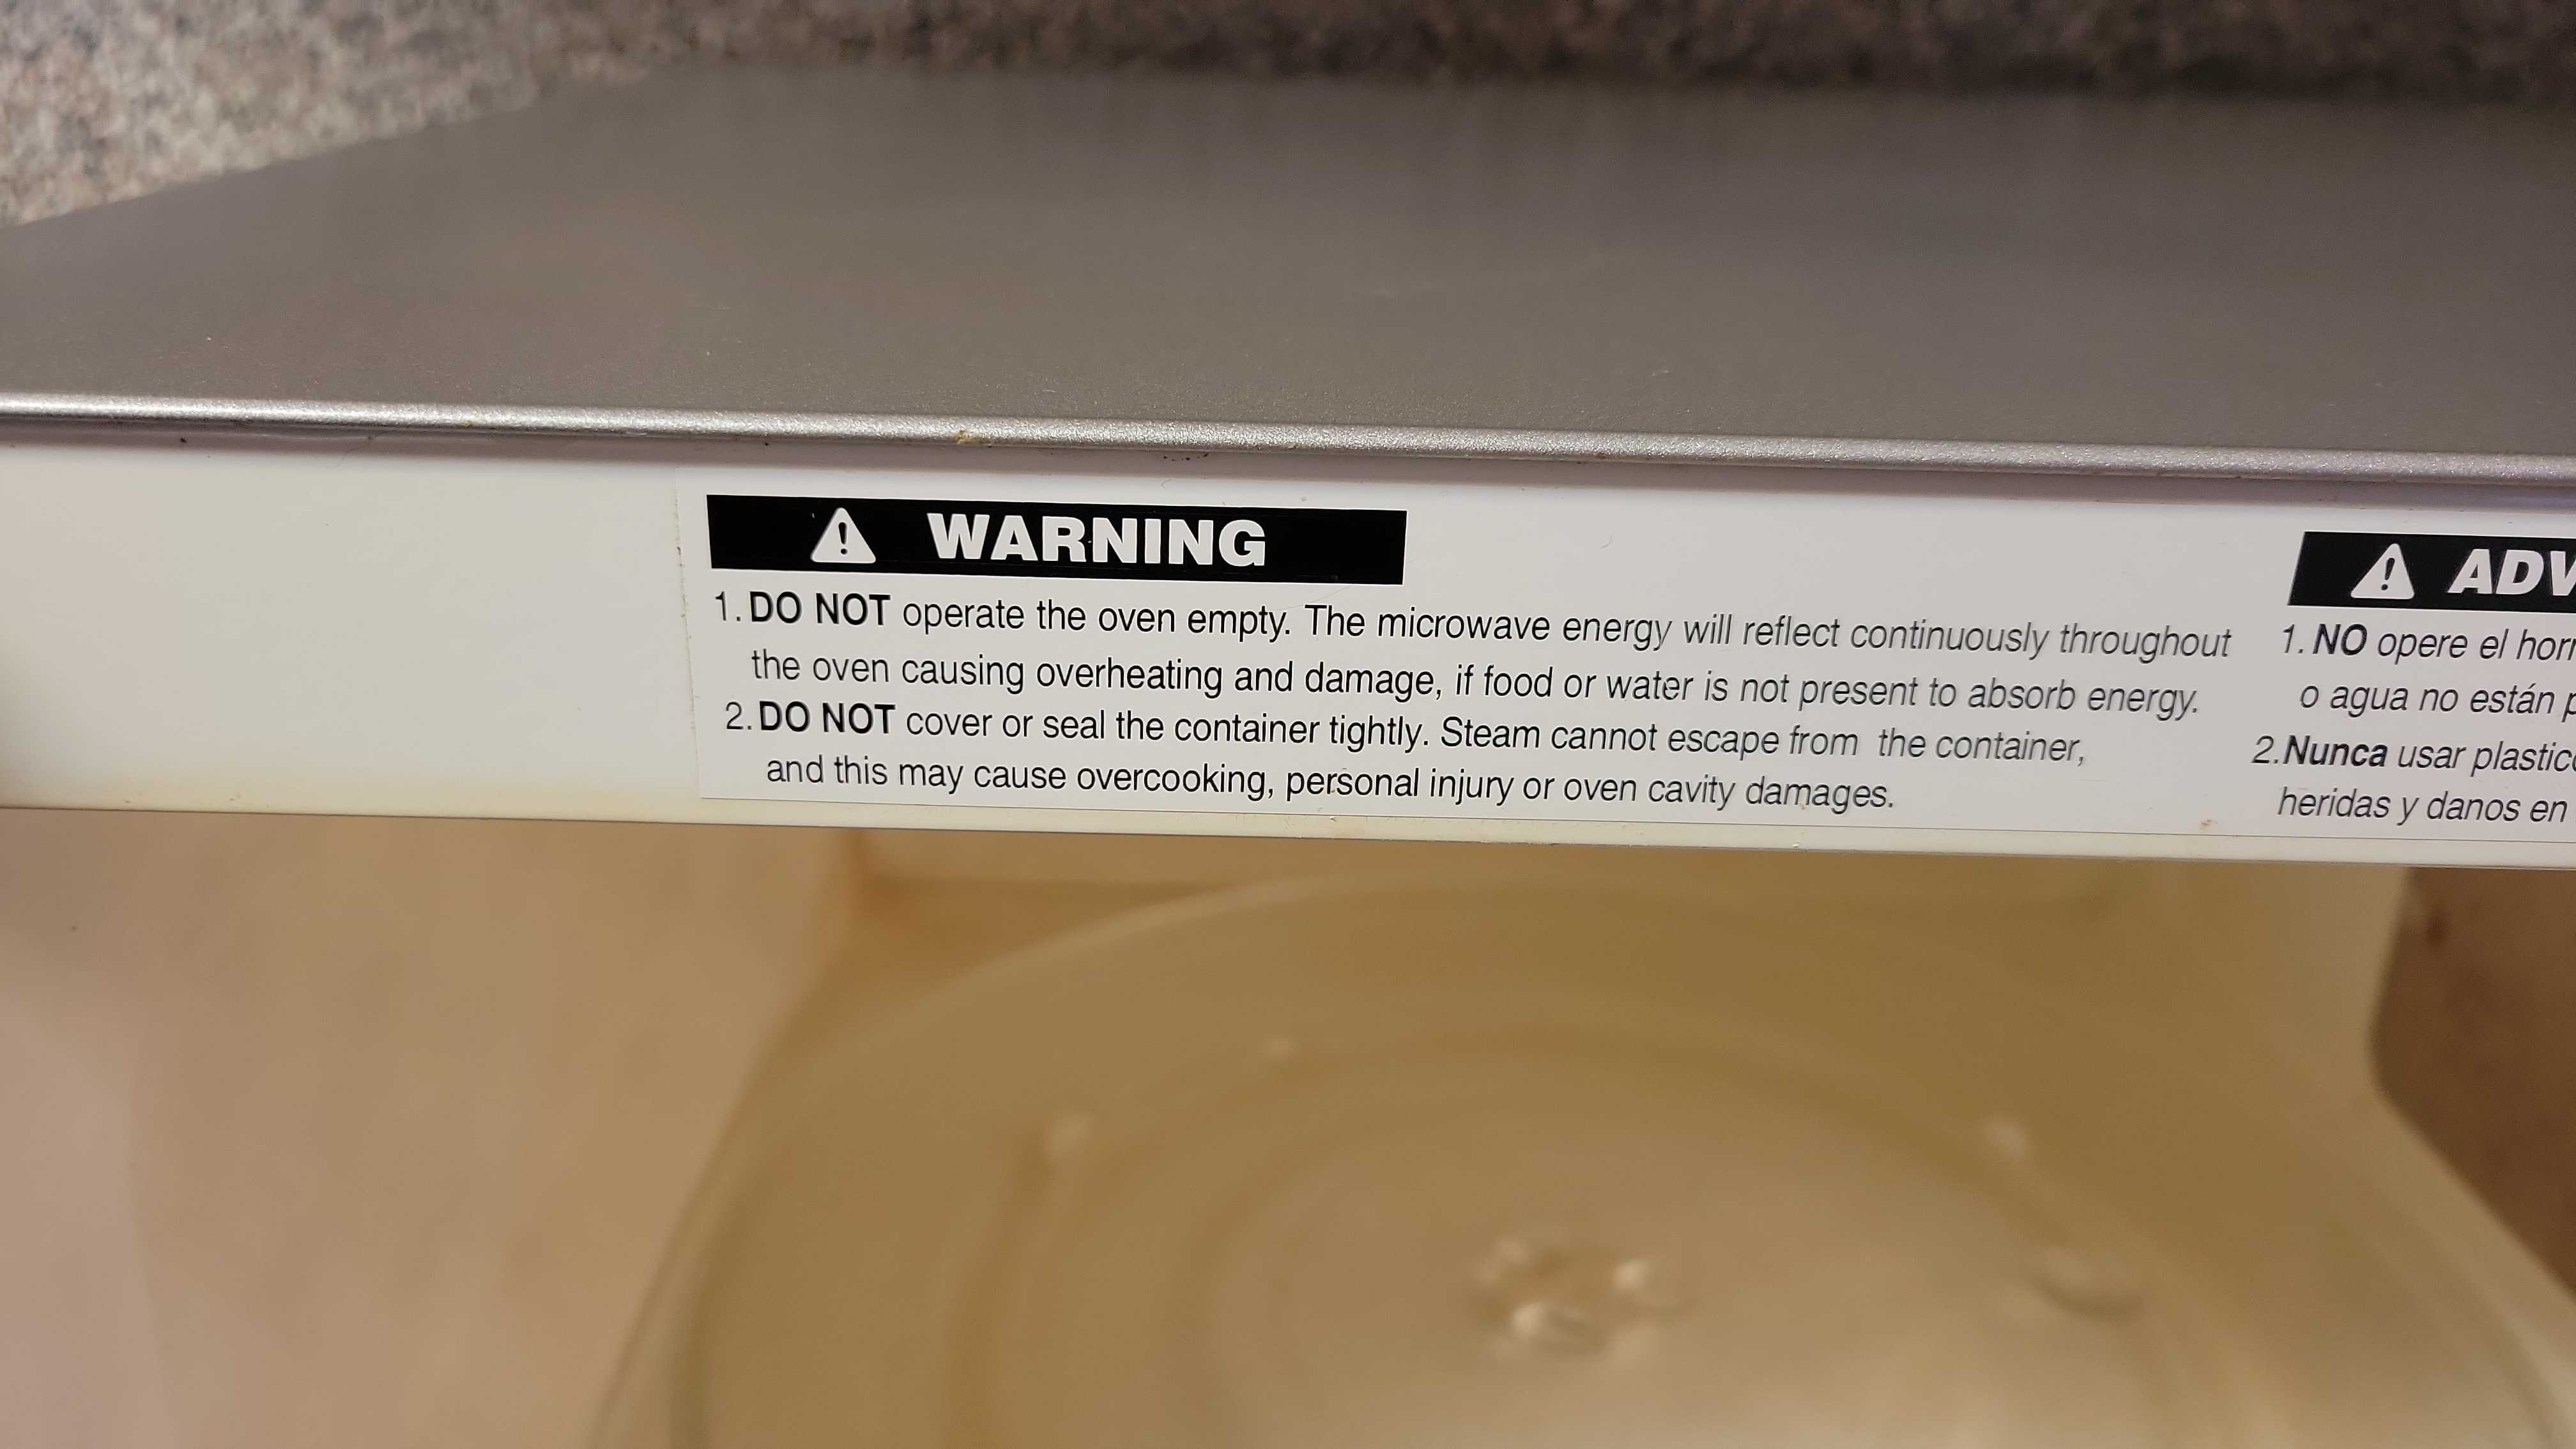 WARNING
1. DO NOT operate the oven empty. The microwave energy will reflect continuously throughout
the oven causing overheating and damage, if food or water is not present to absorb energy.
2. DO NOT cover or seal the container tightly. Steam cannot escape from the container,
and this may cause overcooking, personal injury or oven cavity damages.
ADV
1. NO opere el horn
o agua no están p
2. Nunca usar plastico
heridas y danos en